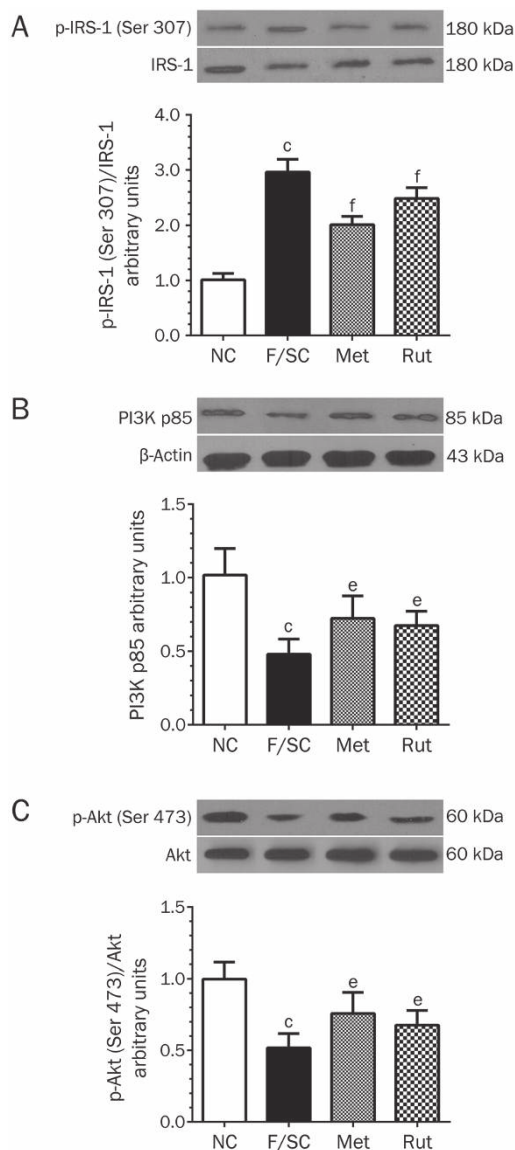 A
p-IRS-1 (Ser 307) 180 kDa
IRS-1 180 kDa
p-IRS-1 (Ser 307)/IRS-1
arbitrary units
4.0
3.0
2.0
1.0
0.0
c
f
f
NC F/SC Met Rut
B
PI3K p85 85 kDa
β-Actin 43 kDa
PI3K p85 arbitrary units
1.5
1.0
0.5
0.0
c
e
e
NC F/SC Met Rut
C
p-Akt (Ser 473) 60 kDa
Akt 60 kDa
p-Akt (Ser 473)/Akt
arbitrary units
1.5
1.0
0.5
0.0
c
e
e
NC F/SC Met Rut